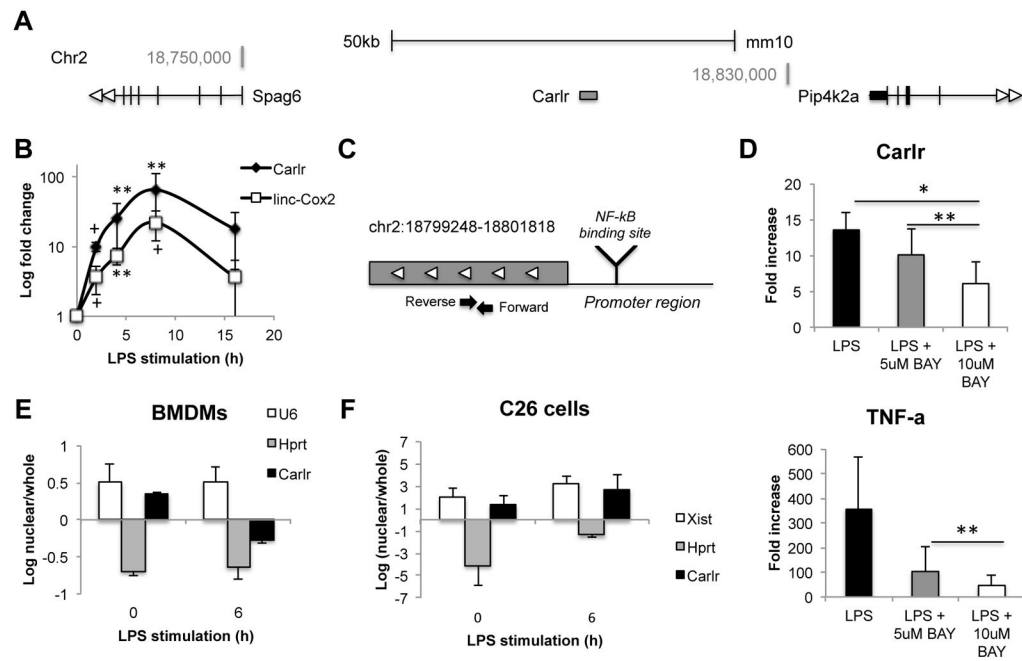 A
50kb
mm10
Chr2
18,750,000
18,830,000
Spag6
Carlr
Pip4k2a
B
**
Carlr
linc-Cox2
100
10
1
**
+
**
+
+
0
5
10
15
20
Log fold change
LPS stimulation (h)
C
chr2:18799248-18801818
NF-kB
binding site
Reverse
Forward
Promoter region
D
Carlr
20
15
10
5
0
Fold increase
*
**
LPS
LPS +
5uM BAY
LPS +
10uM
BAY
E
BMDMs
U6
Hprt
Carlr
1
0.5
0
-0.5
-1
Log nuclear/whole
0
6
LPS stimulation (h)
F
C26 cells
7
5
3
1
-1
-3
-5
-7
Log (nuclear/whole)
Xist
Hprt
Carlr
0
6
LPS stimulation (h)
TNF-a
600
500
400
300
200
100
0
Fold increase
**
LPS
LPS +
5uM BAY
LPS +
10uM
BAY